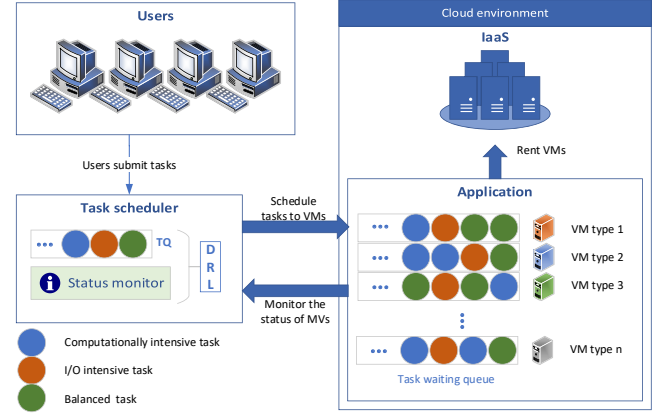 Users
Users submit tasks
Task scheduler
••• TQ
i Status monitor
D
R
L
Schedule
tasks to VMs
Monitor the
status of MVs
Cloud environment
IaaS
Rent VMs
Application
••• VM type 1
••• VM type 2
••• VM type 3
••• VM type n
Task waiting queue
Computationally intensive task
I/O intensive task
Balanced task